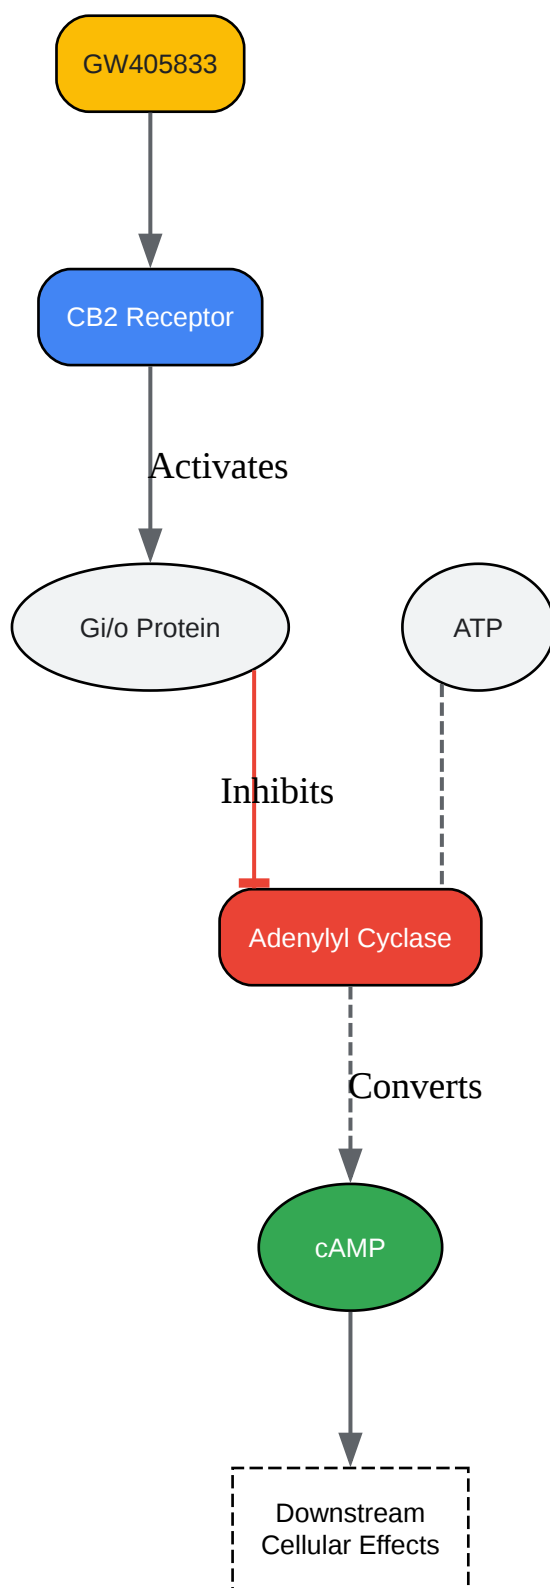 GW405833
CB2 Receptor
Activates
Gi/o Protein
ATP
Inhibits
Adenylyl Cyclase
Converts
cAMP
Downstream
Cellular Effects